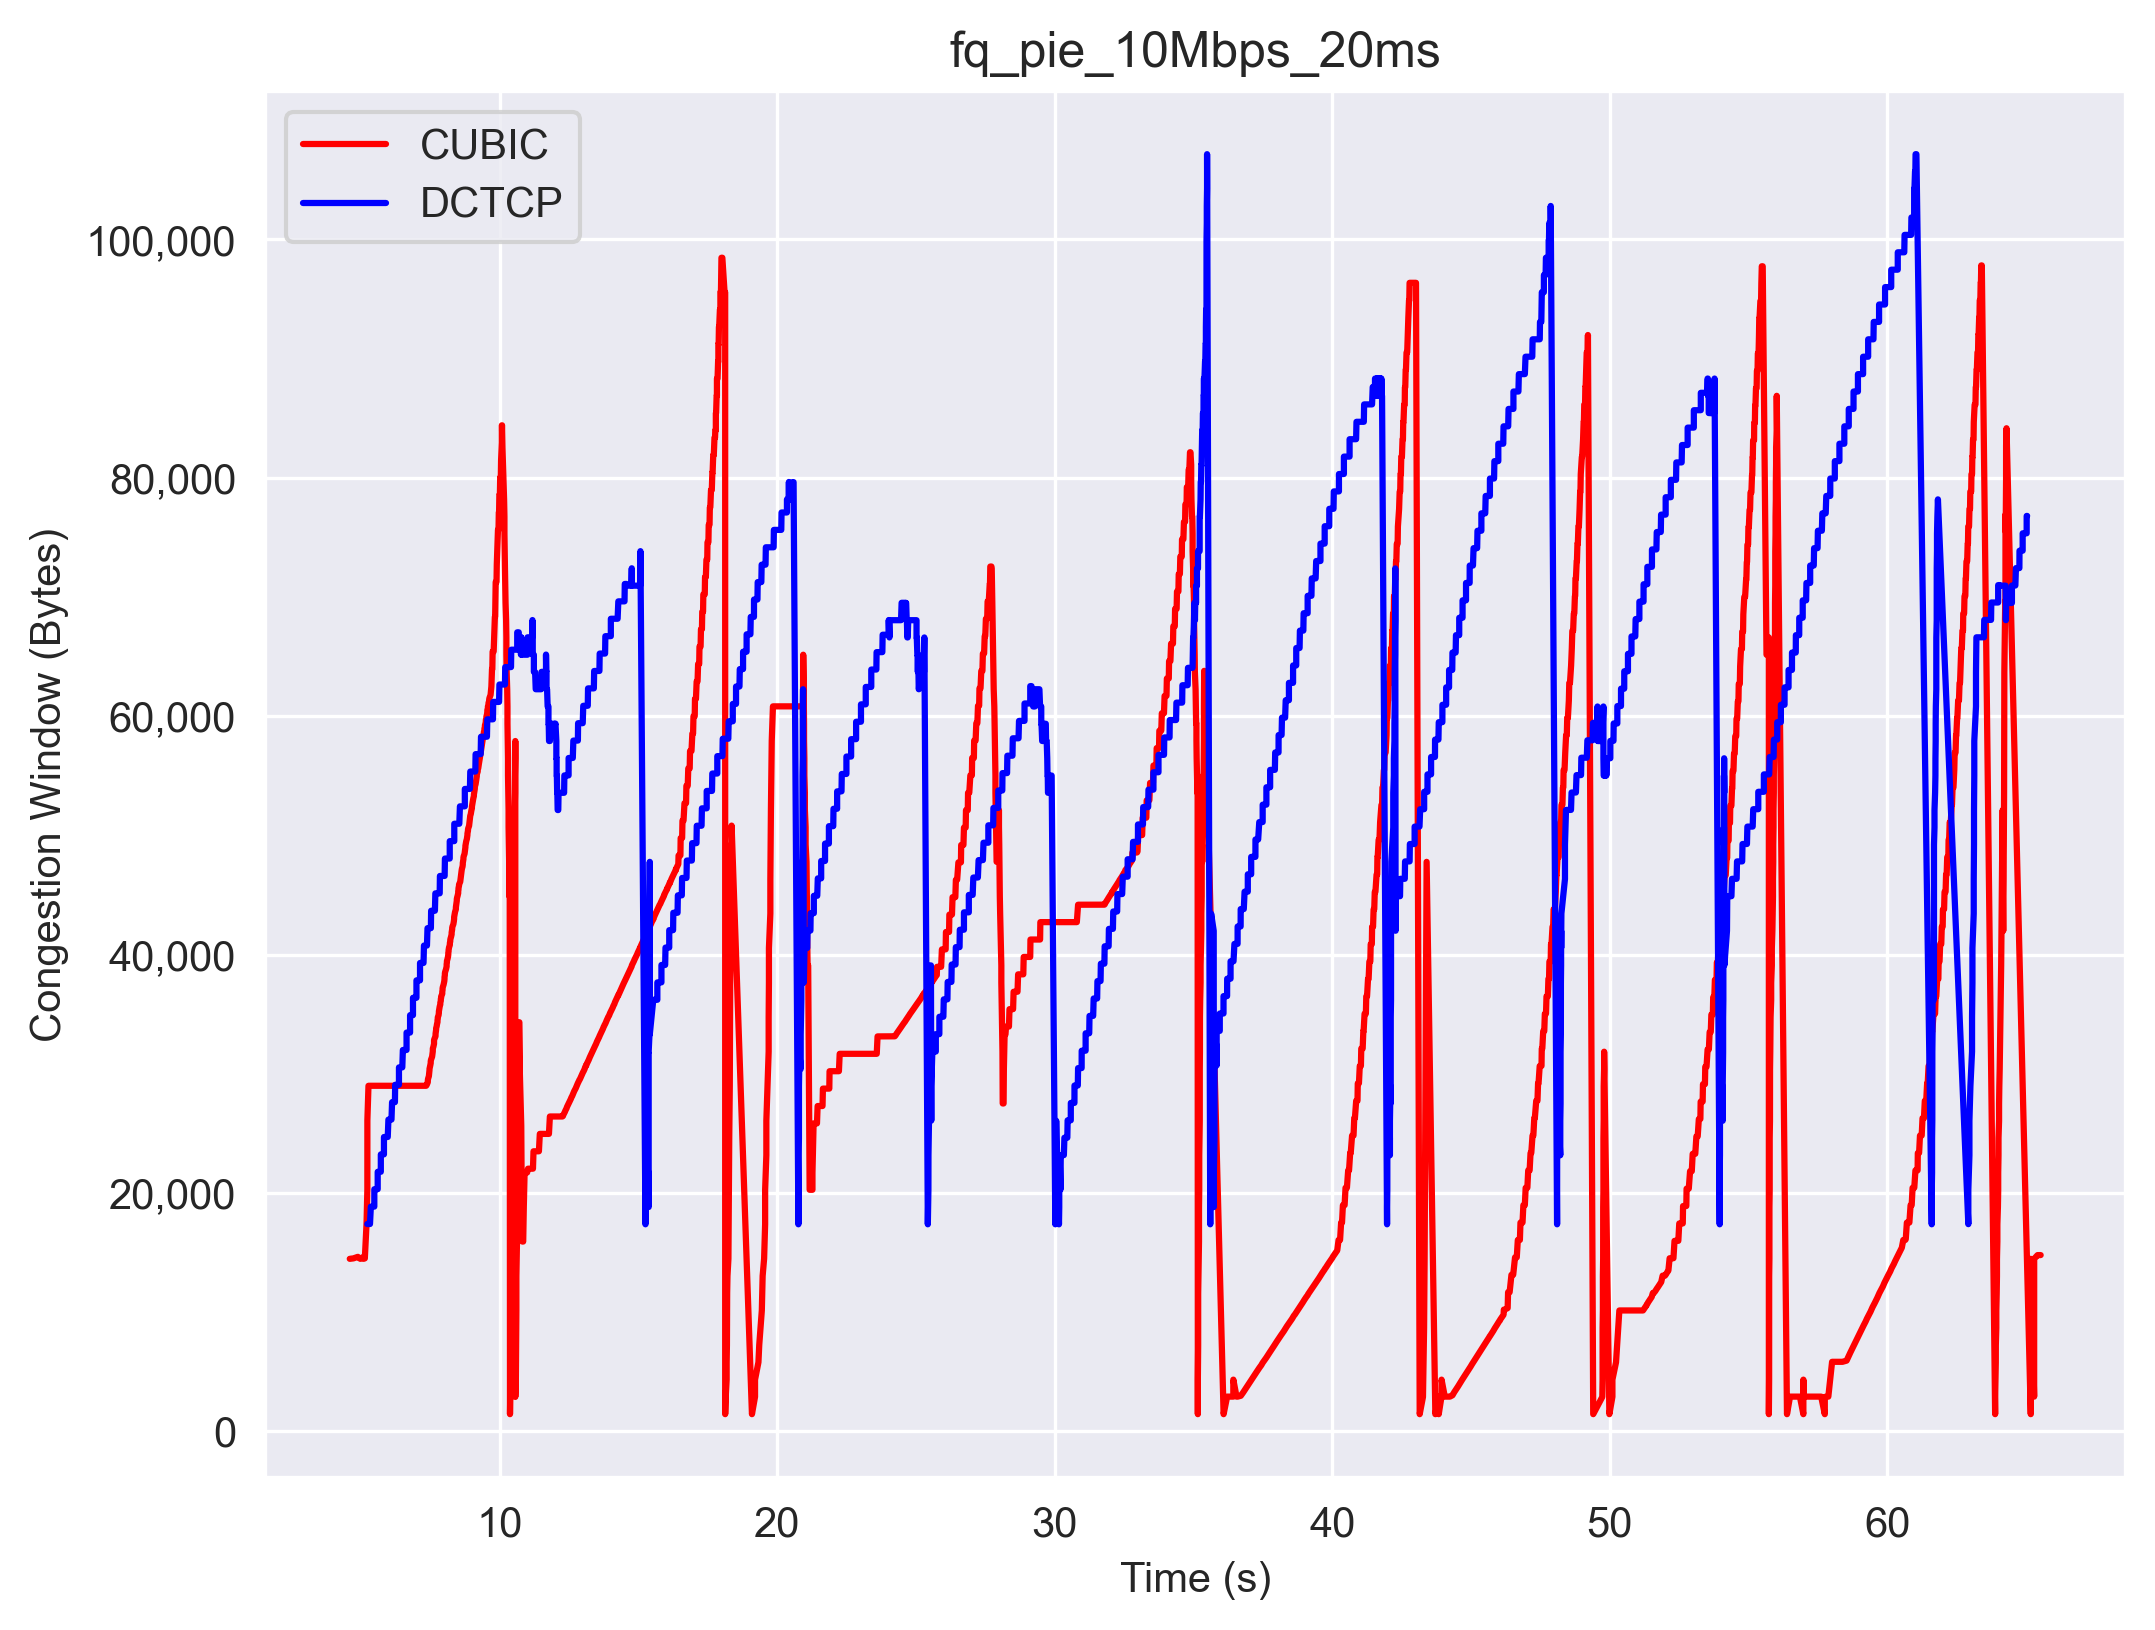 fq_pie_10Mbps_20ms
CUBIC
DCTCP
Congestion Window (Bytes)
100,000
80,000
60,000
40,000
20,000
0
10 20 30 40 50 60
Time (s)